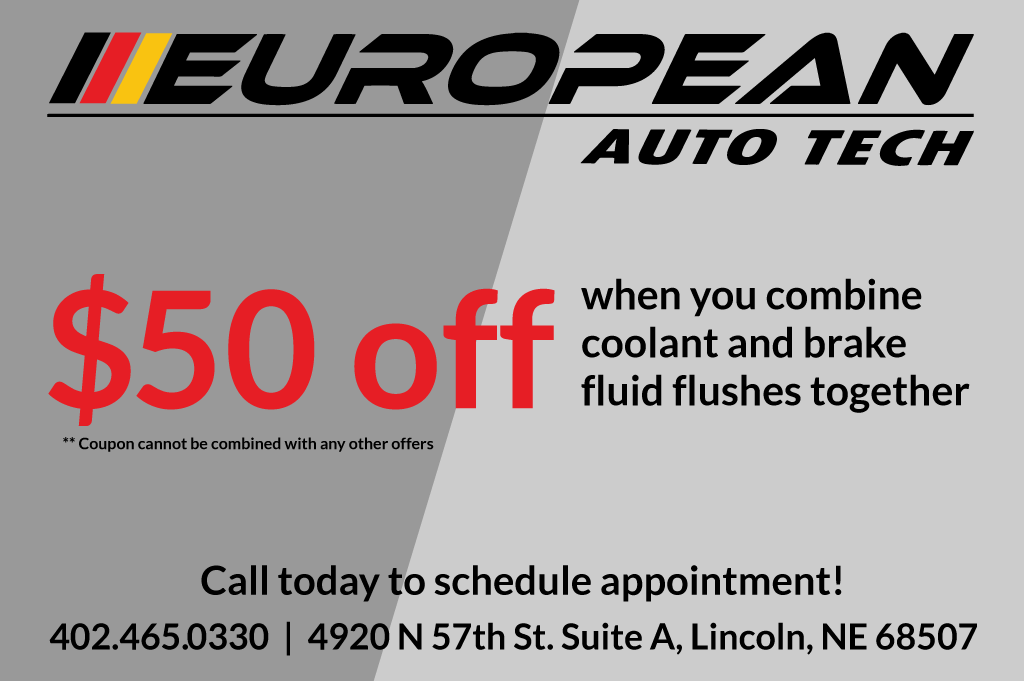 EUROPEAN
AUTO TECH
$50 off
when you combine
coolant and brake
fluid flushes together
** Coupon cannot be combined with any other offers
Call today to schedule appointment!
402.465.0330 | 4920 N 57th St. Suite A, Lincoln, NE 68507